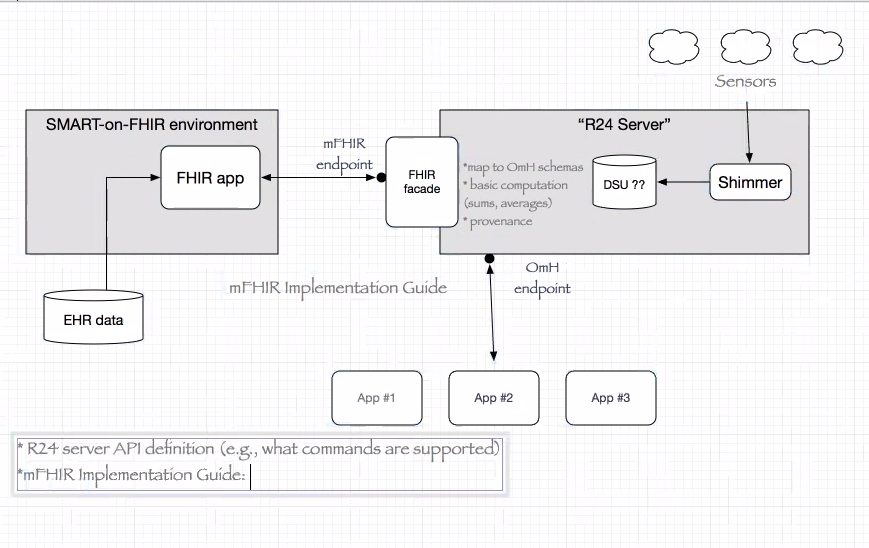 Sensors
SMART-on-FHIR environment
"R24 Server"
mFHIR
endpoint
FHIR app
FHIR
facade
*map to OmH schemas
* basic computation
(sums, averages)
* provenance
DSU ??
Shimmer
OmH
endpoint
mFHIR Implementation Guide
EHR data
App #1
App #2
App #3
* R24 server API definition (e.g., what commands are supported)
*mFHIR Implementation Guide: